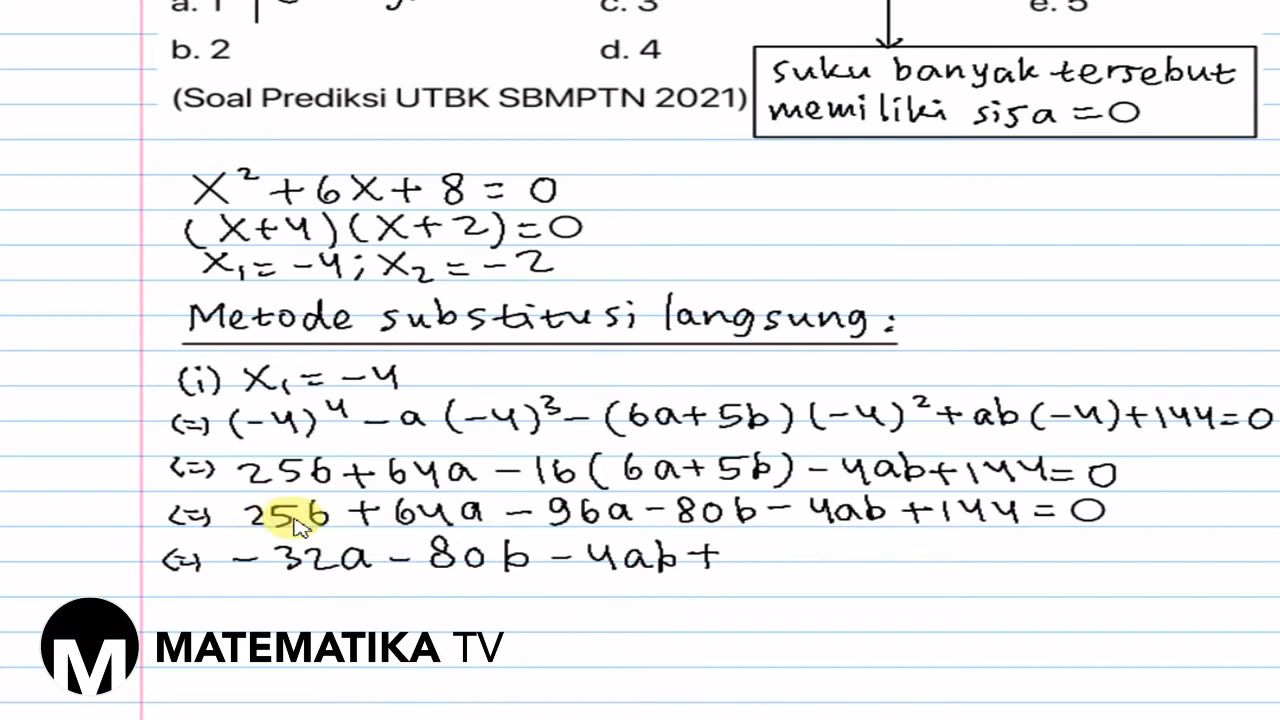 a. 1 c. 3 e. 5
b. 2 d. 4
(Soal Prediksi UTBK SBMPTN 2021)
suku banyak tersebut
memiliki sisa = 0
x² + 6x + 8 = 0
(x+4)(x+2) = 0
x₁ = -4 ; x₂ = -2
Metode substitusi langsung :
(i) x₁ = -4
⇔ (-4)⁴ - a(-4)³ - (6a+5b)(-4)² + ab(-4) + 144 = 0
⇔ 256 + 64a - 16(6a+5b) - 4ab + 144 = 0
⇔ 256 + 64a - 96a - 80b - 4ab + 144 = 0
⇔ -32a - 80b - 4ab +
M MATEMATIKA TV